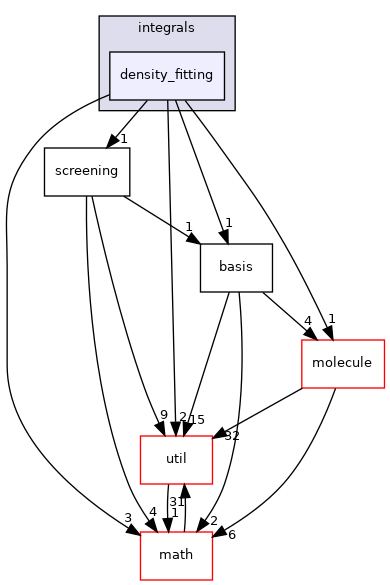 integrals
density_fitting
1
screening
1
1
basis
4
1
molecule
9
2
15
32
util
31
1
3
4
2
6
math